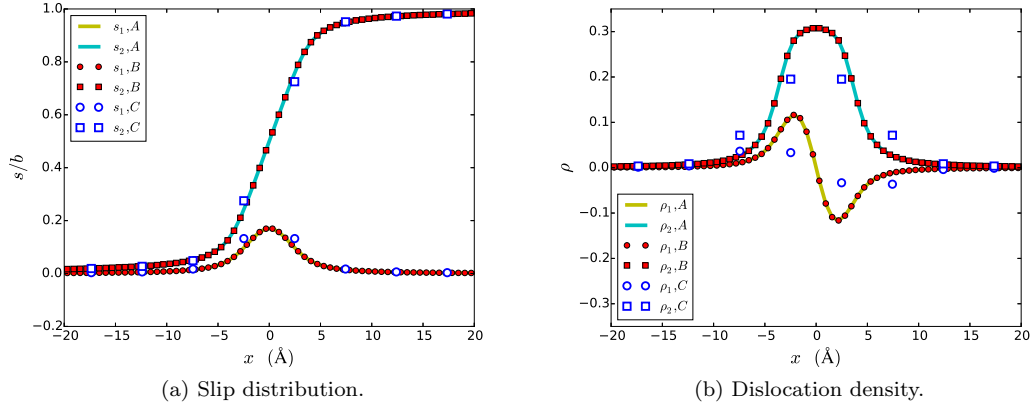 1.0
0.8
0.6
0.4
0.2
0.0
−0.2
s/b
s₁,A
s₂,A
s₁,B
s₂,B
s₁,C
s₂,C
−20 −15 −10 −5 0 5 10 15 20
x (Å)
(a) Slip distribution.
0.3
0.2
0.1
0.0
−0.1
−0.2
−0.3
ρ
ρ₁,A
ρ₂,A
ρ₁,B
ρ₂,B
ρ₁,C
ρ₂,C
−20 −15 −10 −5 0 5 10 15 20
x (Å)
(b) Dislocation density.